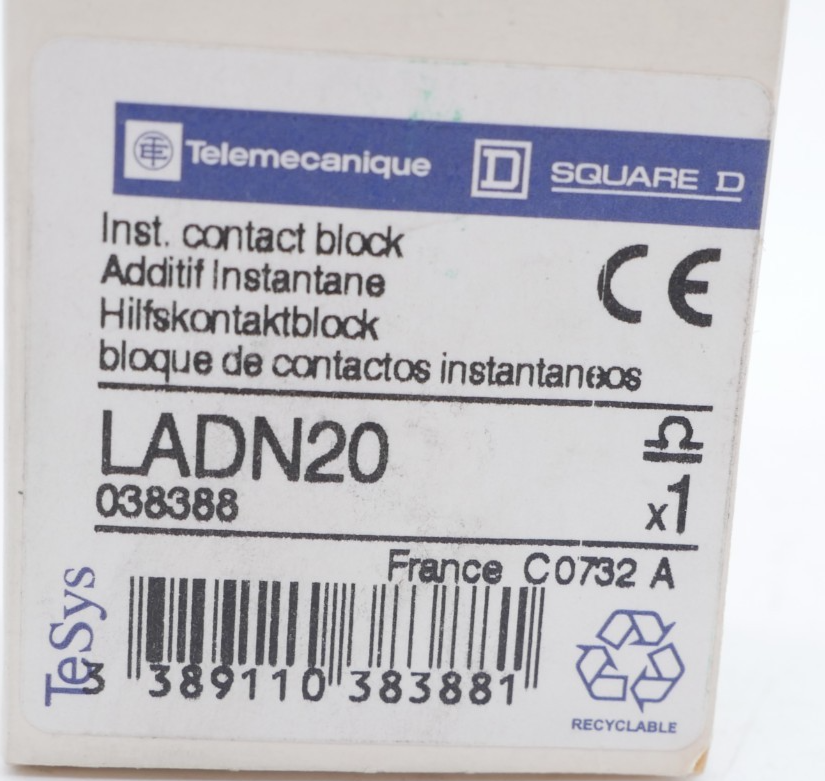 Telemecanique D SQUARE D
Inst. contact block
Additif Instantane
Hilfskontaktblock
bloque de contactos instantaneos
CE
LADN20
038388
x1
France C0732 A
TeSys
3 389110 383881
RECYCLABLE